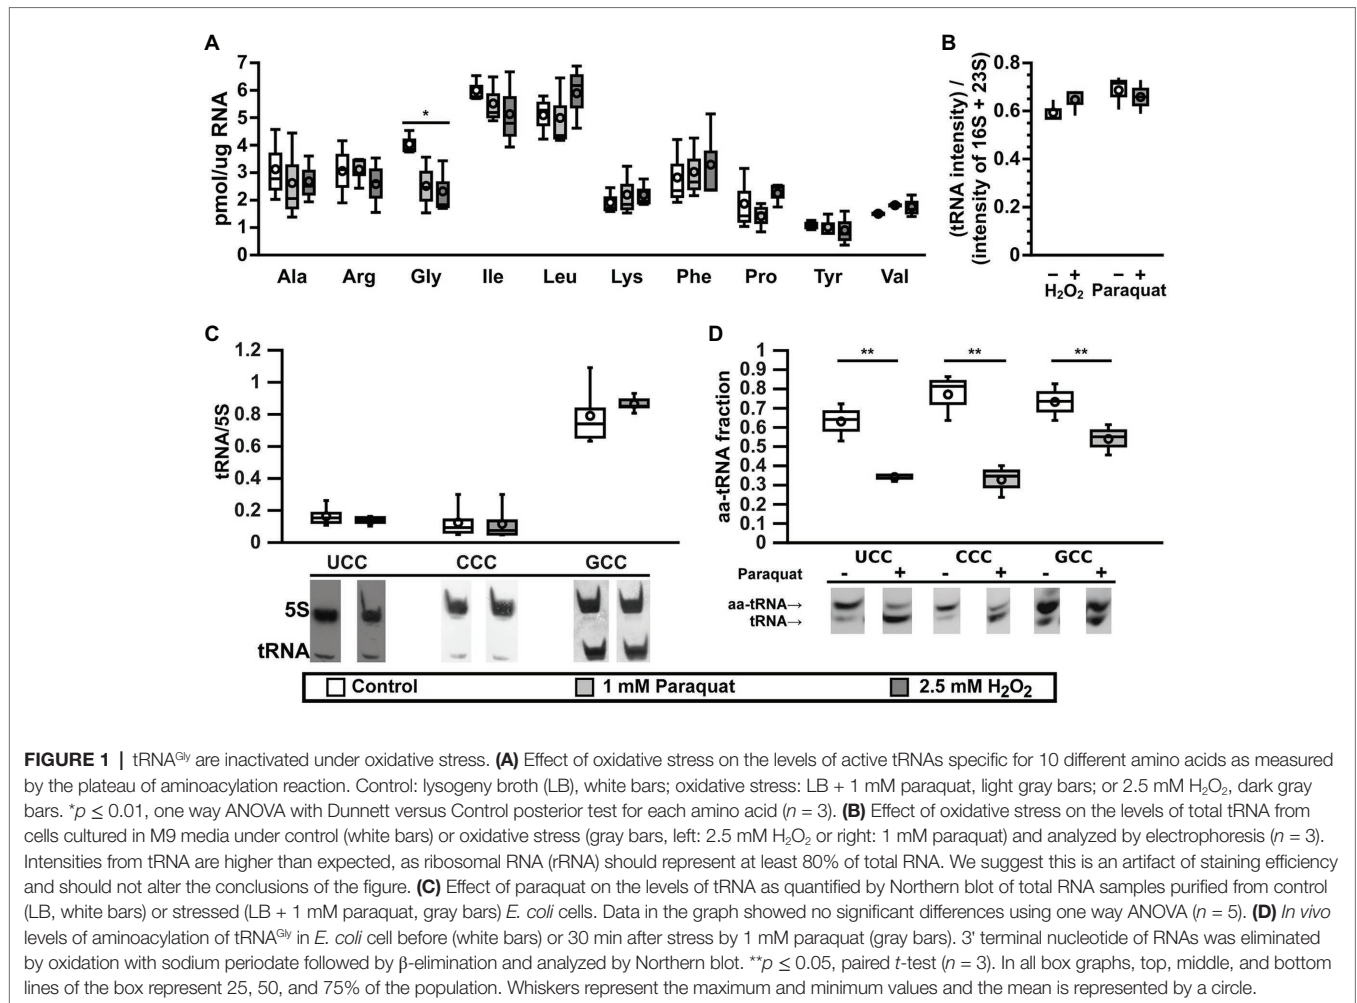 A
7
6
5
4
3
2
1
0
pmol/ug RNA
*
Ala Arg Gly Ile Leu Lys Phe Pro Tyr Val
B
0.8
0.6
0.4
0.2
0
(tRNA intensity) /
(intensity of 16S + 23S)
− + − +
H₂O₂ Paraquat
C
1.2
1
0.8
0.6
0.4
0.2
0
tRNA/5S
UCC CCC GCC
5S
tRNA
D
1
0.9
0.8
0.7
0.6
0.5
0.4
0.3
0.2
0.1
0
aa-tRNA fraction
** ** **
UCC CCC GCC
Paraquat - + - + - +
aa-tRNA→
tRNA→
Control 1 mM Paraquat 2.5 mM H₂O₂
FIGURE 1 | tRNAᴳˡʸ are inactivated under oxidative stress. (A) Effect of oxidative stress on the levels of active tRNAs specific for 10 different amino acids as measured
by the plateau of aminoacylation reaction. Control: lysogeny broth (LB), white bars; oxidative stress: LB + 1 mM paraquat, light gray bars; or 2.5 mM H₂O₂, dark gray
bars. *p ≤ 0.01, one way ANOVA with Dunnett versus Control posterior test for each amino acid (n = 3). (B) Effect of oxidative stress on the levels of total tRNA from
cells cultured in M9 media under control (white bars) or oxidative stress (gray bars, left: 2.5 mM H₂O₂ or right: 1 mM paraquat) and analyzed by electrophoresis (n = 3).
Intensities from tRNA are higher than expected, as ribosomal RNA (rRNA) should represent at least 80% of total RNA. We suggest this is an artifact of staining efficiency
and should not alter the conclusions of the figure. (C) Effect of paraquat on the levels of tRNA as quantified by Northern blot of total RNA samples purified from control
(LB, white bars) or stressed (LB + 1 mM paraquat, gray bars) E. coli cells. Data in the graph showed no significant differences using one way ANOVA (n = 5). (D) In vivo
levels of aminoacylation of tRNAᴳˡʸ in E. coli cell before (white bars) or 30 min after stress by 1 mM paraquat (gray bars). 3' terminal nucleotide of RNAs was eliminated
by oxidation with sodium periodate followed by β-elimination and analyzed by Northern blot. **p ≤ 0.05, paired t-test (n = 3). In all box graphs, top, middle, and bottom
lines of the box represent 25, 50, and 75% of the population. Whiskers represent the maximum and minimum values and the mean is represented by a circle.